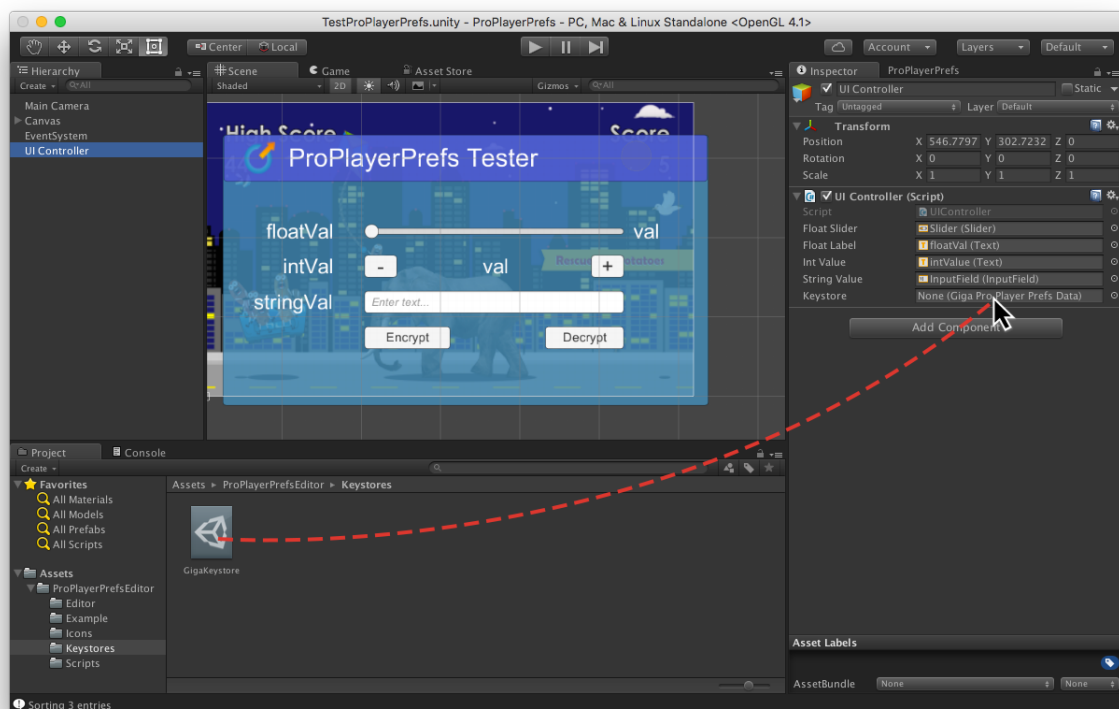 TestProPlayerPrefs.unity - ProPlayerPrefs - PC, Mac & Linux Standalone <OpenGL 4.1>
Center Local
Account Layers Default
Hierarchy
Create All
Main Camera
Canvas
EventSystem
UI Controller
Scene Game Asset Store
Shaded 2D Gizmos All
High Score Score
5
ProPlayerPrefs Tester
floatVal val
intVal - val +
stringVal Enter text...
Encrypt Decrypt
Inspector ProPlayerPrefs
UI Controller Static
Tag Untagged Layer Default
Transform
Position X 546.7797 Y 302.7232 Z 0
Rotation X 0 Y 0 Z 0
Scale X 1 Y 1 Z 1
UI Controller (Script)
Script UIController
Float Slider Slider (Slider)
Float Label floatVal (Text)
Int Value intValue (Text)
String Value InputField (InputField)
Keystore None (Giga Pro Player Prefs Data)
Add Component
Project Console
Create
Favorites
All Materials
All Models
All Prefabs
All Scripts
Assets
ProPlayerPrefsEditor
Editor
Example
Icons
Keystores
Scripts
Assets ProPlayerPrefsEditor Keystores
GigaKeystore
Asset Labels
AssetBundle None None
Sorting 3 entries